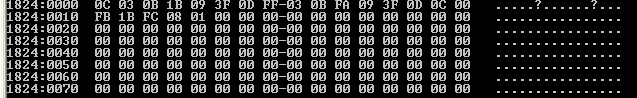 1824:0000 0C 03 0B 1B 09 3F 0D FF-03 0B FA 09 3F 0D 0C 00 .....?......?...
1824:0010 FB 1B FC 08 01 00 00 00-00 00 00 00 00 00 00 00 ................
1824:0020 00 00 00 00 00 00 00 00-00 00 00 00 00 00 00 00 ................
1824:0030 00 00 00 00 00 00 00 00-00 00 00 00 00 00 00 00 ................
1824:0040 00 00 00 00 00 00 00 00-00 00 00 00 00 00 00 00 ................
1824:0050 00 00 00 00 00 00 00 00-00 00 00 00 00 00 00 00 ................
1824:0060 00 00 00 00 00 00 00 00-00 00 00 00 00 00 00 00 ................
1824:0070 00 00 00 00 00 00 00 00-00 00 00 00 00 00 00 00 ................